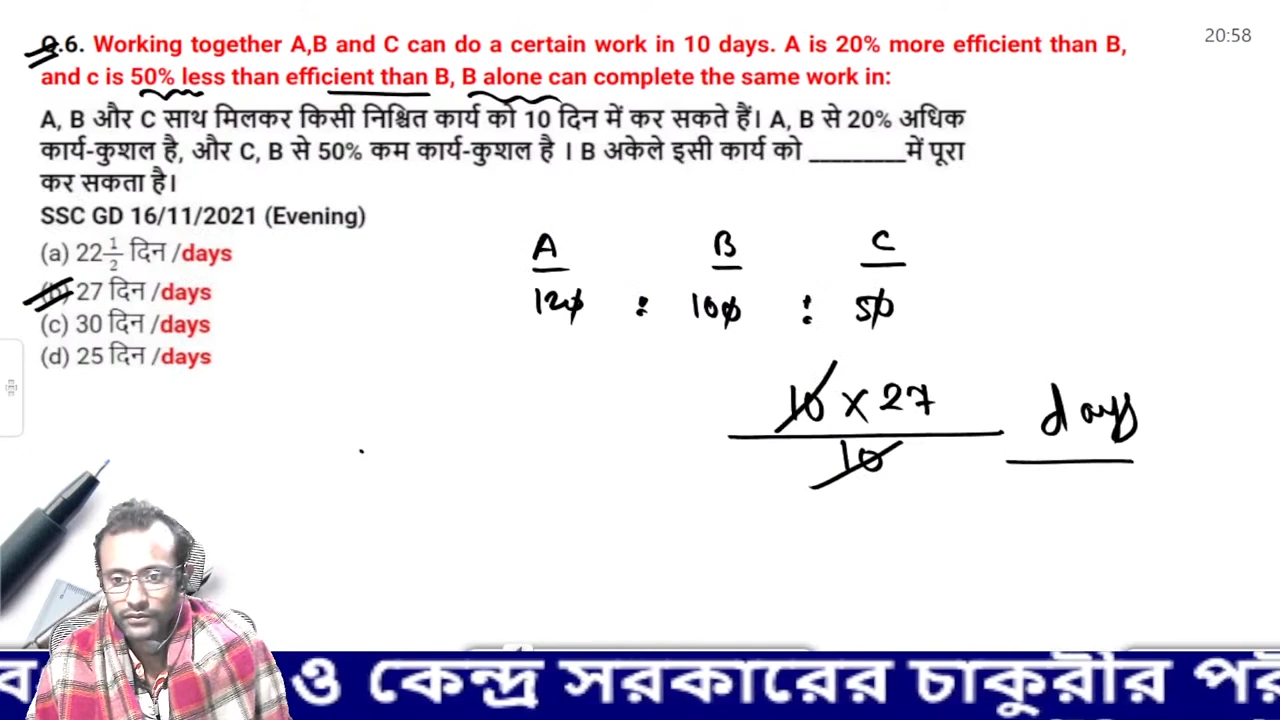 20:58
Q.6. Working together A,B and C can do a certain work in 10 days. A is 20% more efficient than B,
and c is 50% less than efficient than B, B alone can complete the same work in:
A, B और C साथ मिलकर किसी निश्चित कार्य को 10 दिन में कर सकते हैं। A, B से 20% अधिक
कार्य-कुशल है, और C, B से 50% कम कार्य-कुशल है । B अकेले इसी कार्य को _________में पूरा
कर सकता है।
SSC GD 16/11/2021 (Evening)
(a) 22 1/2 दिन /days
(b) 27 दिन /days
(c) 30 दिन /days
(d) 25 दिन /days
A B C
120 : 100 : 50
10 x 27
10
days
ও কেন্দ্র সরকারের চাকুরীর